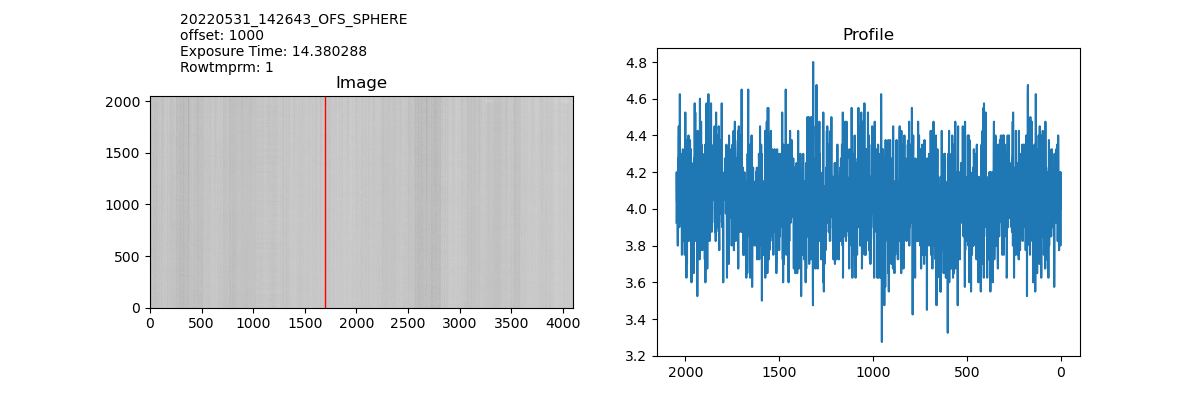 20220531_142643_OFS_SPHERE
offset: 1000
Exposure Time: 14.380288
Rowtmprm: 1
Image
2000
1500
1000
500
0
0 500 1000 1500 2000 2500 3000 3500 4000
Profile
4.8
4.6
4.4
4.2
4.0
3.8
3.6
3.4
3.2
2000 1500 1000 500 0